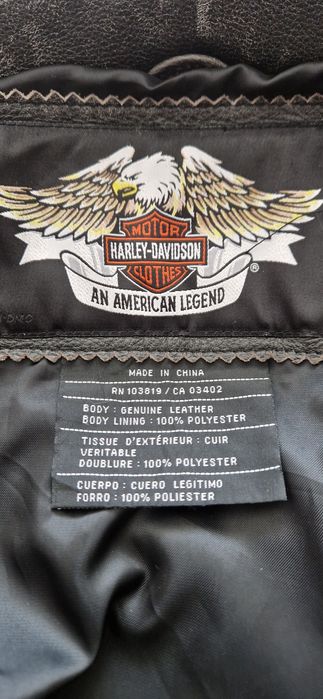 MOTOR
HARLEY-DAVIDSON
CLOTHES
®
AN AMERICAN LEGEND
MADE IN CHINA
RN 103819 / CA 03402
BODY : GENUINE LEATHER
BODY LINING : 100% POLYESTER
TISSUE D'EXTÉRIEUR : CUIR
VERITABLE
DOUBLURE : 100% POLYESTER
CUERPO : CUERO LEGITIMO
FORRO : 100% POLIESTER